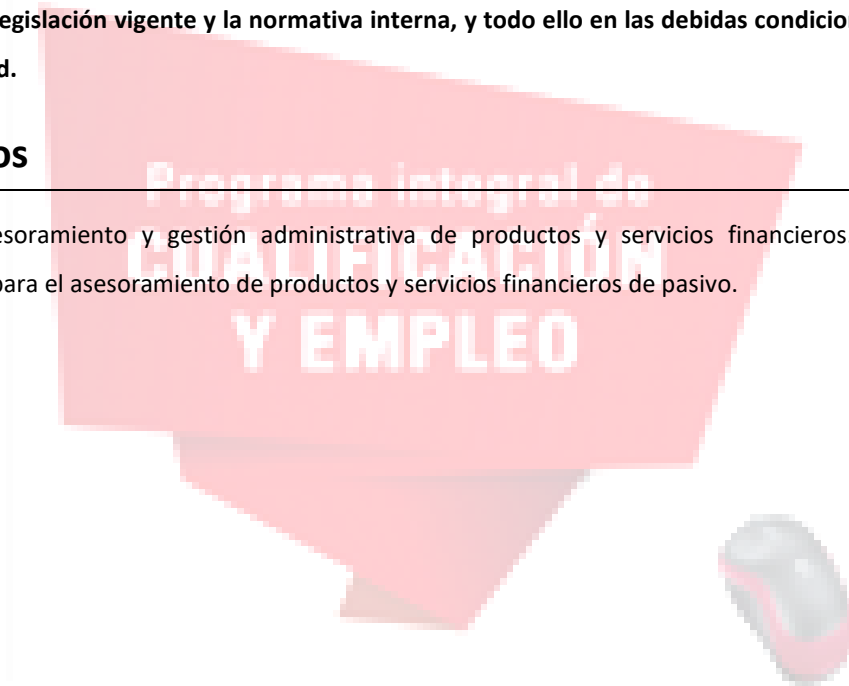 egislación vigente y la normativa interna, y todo ello en las debidas condicion
d.
os
Programa integral de
esoramiento y gestión administrativa de productos y servicios financieros
CUALIFICACIÓN
para el asesoramiento de productos y servicios financieros de pasivo.
Y EMPLEO